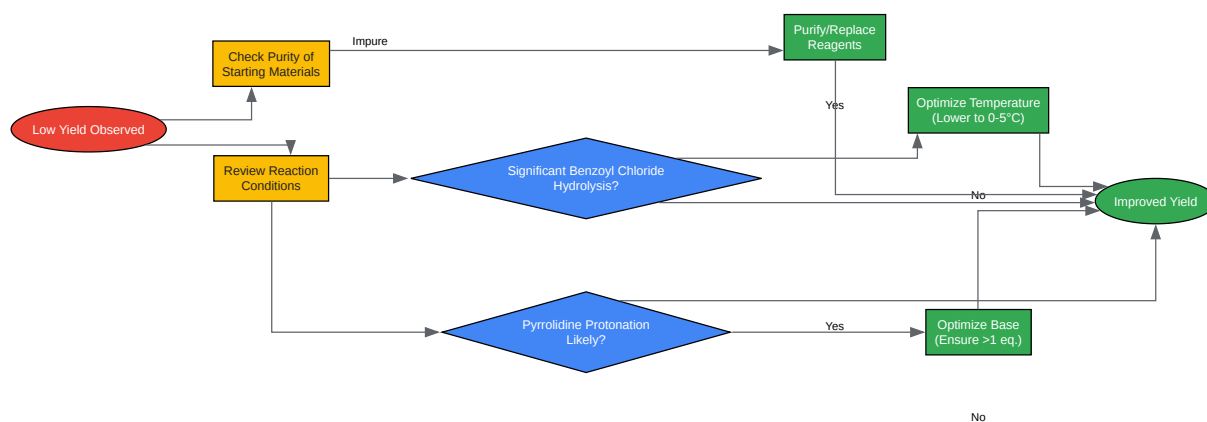 Purify/Replace
Reagents
Impure
Check Purity of
Starting Materials
Yes
Optimize Temperature
(Lower to 0-5°C)
Low Yield Observed
Review Reaction
Conditions
Significant Benzoyl Chloride
Hydrolysis?
No
Improved Yield
Pyrrolidine Protonation
Likely?
Yes
Optimize Base
(Ensure >1 eq.)
No